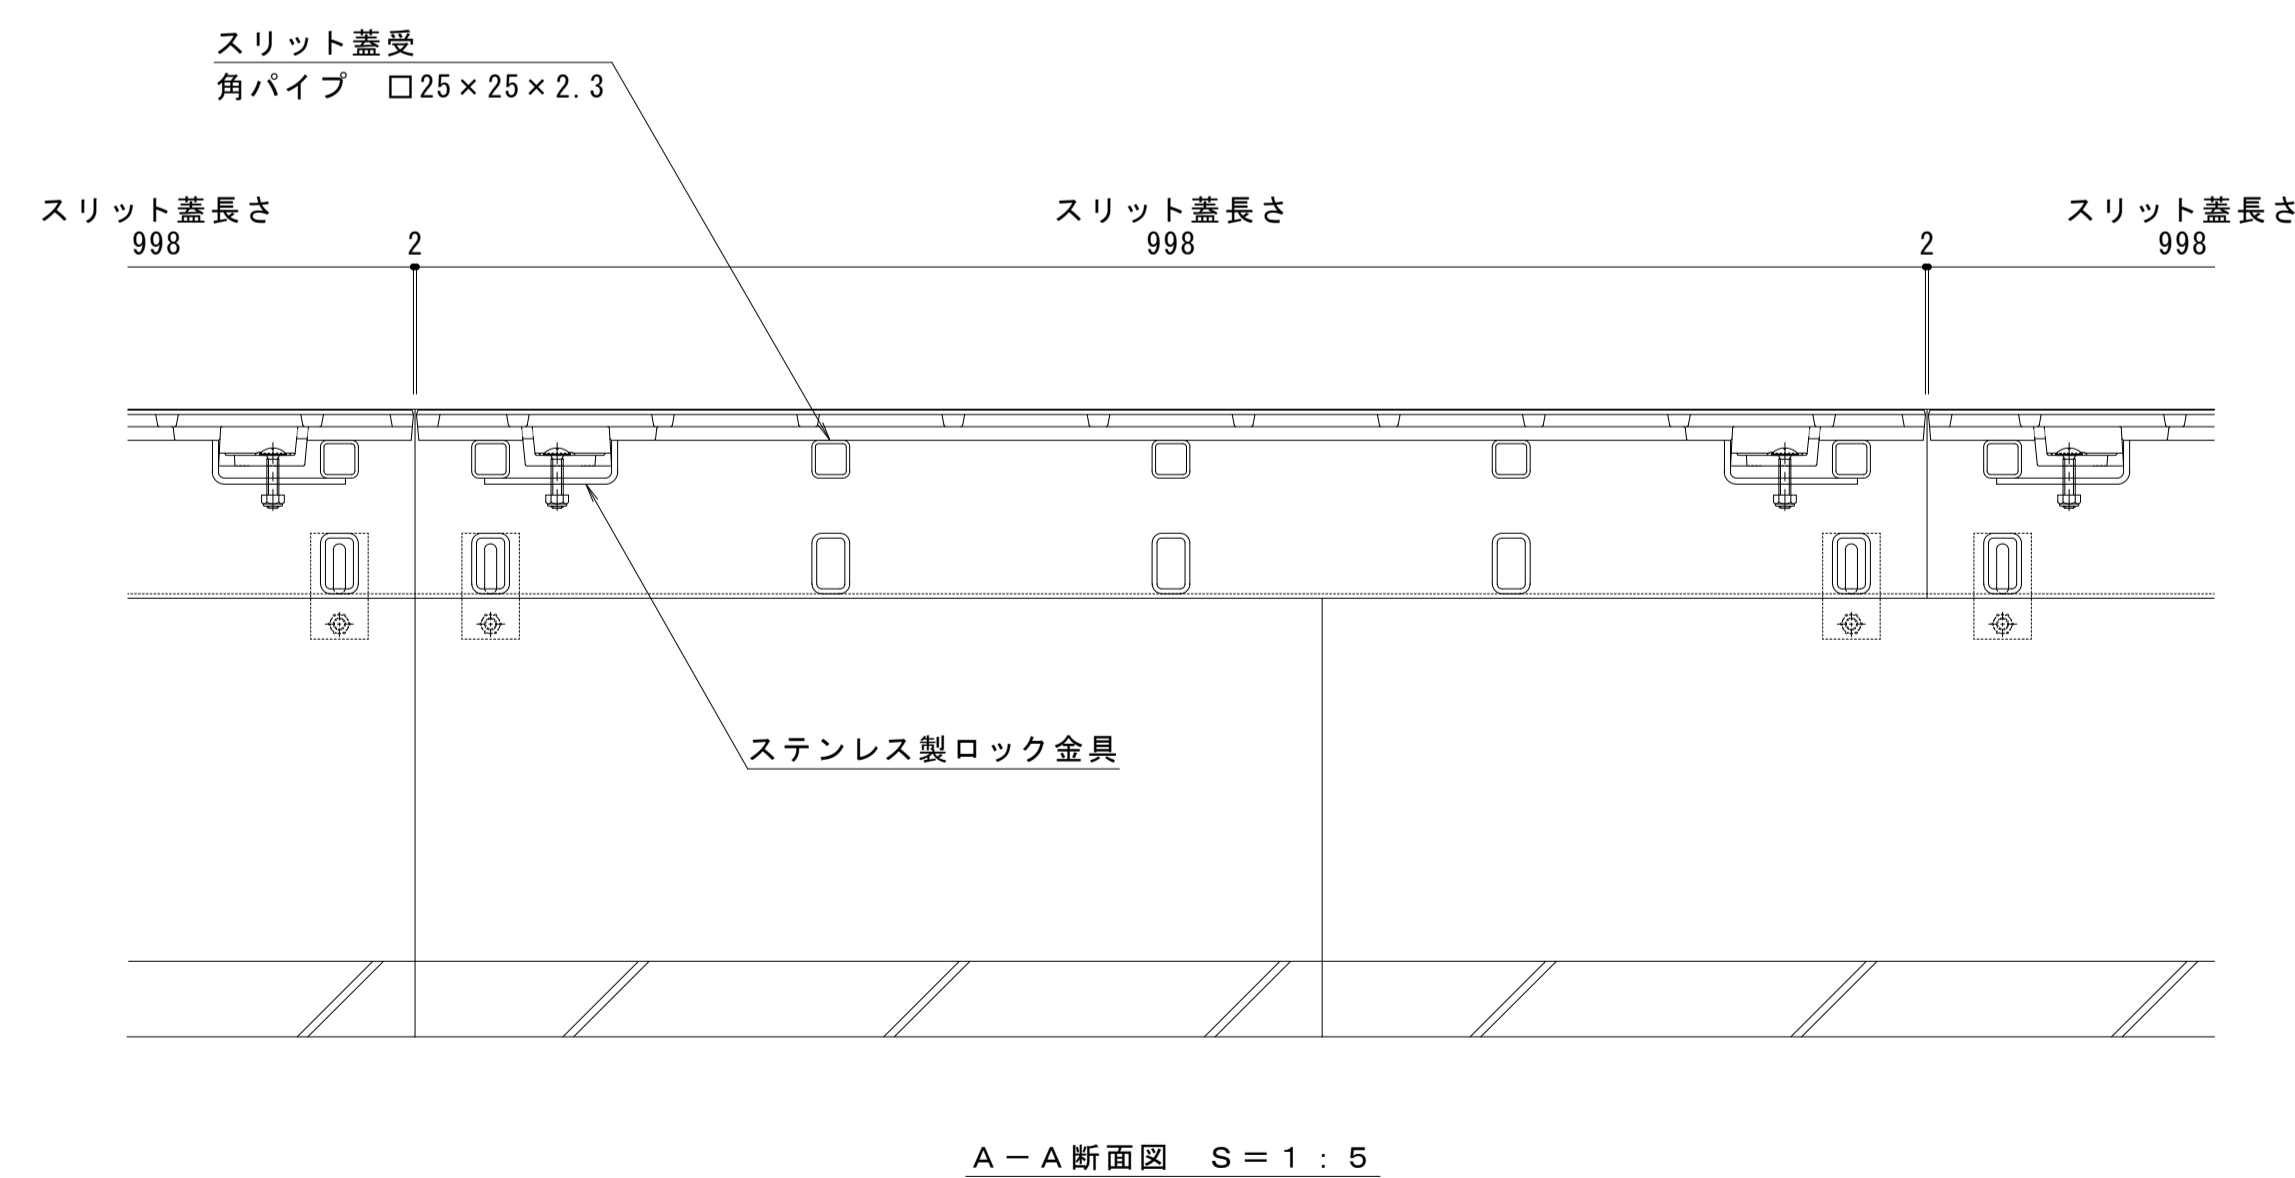 スリット蓋受
角パイプ　□25×25×2.3
スリット蓋長さ
998
2
スリット蓋長さ
998
2
スリット蓋長さ
998
ステンレス製ロック金具
A－A断面図　S＝1：5